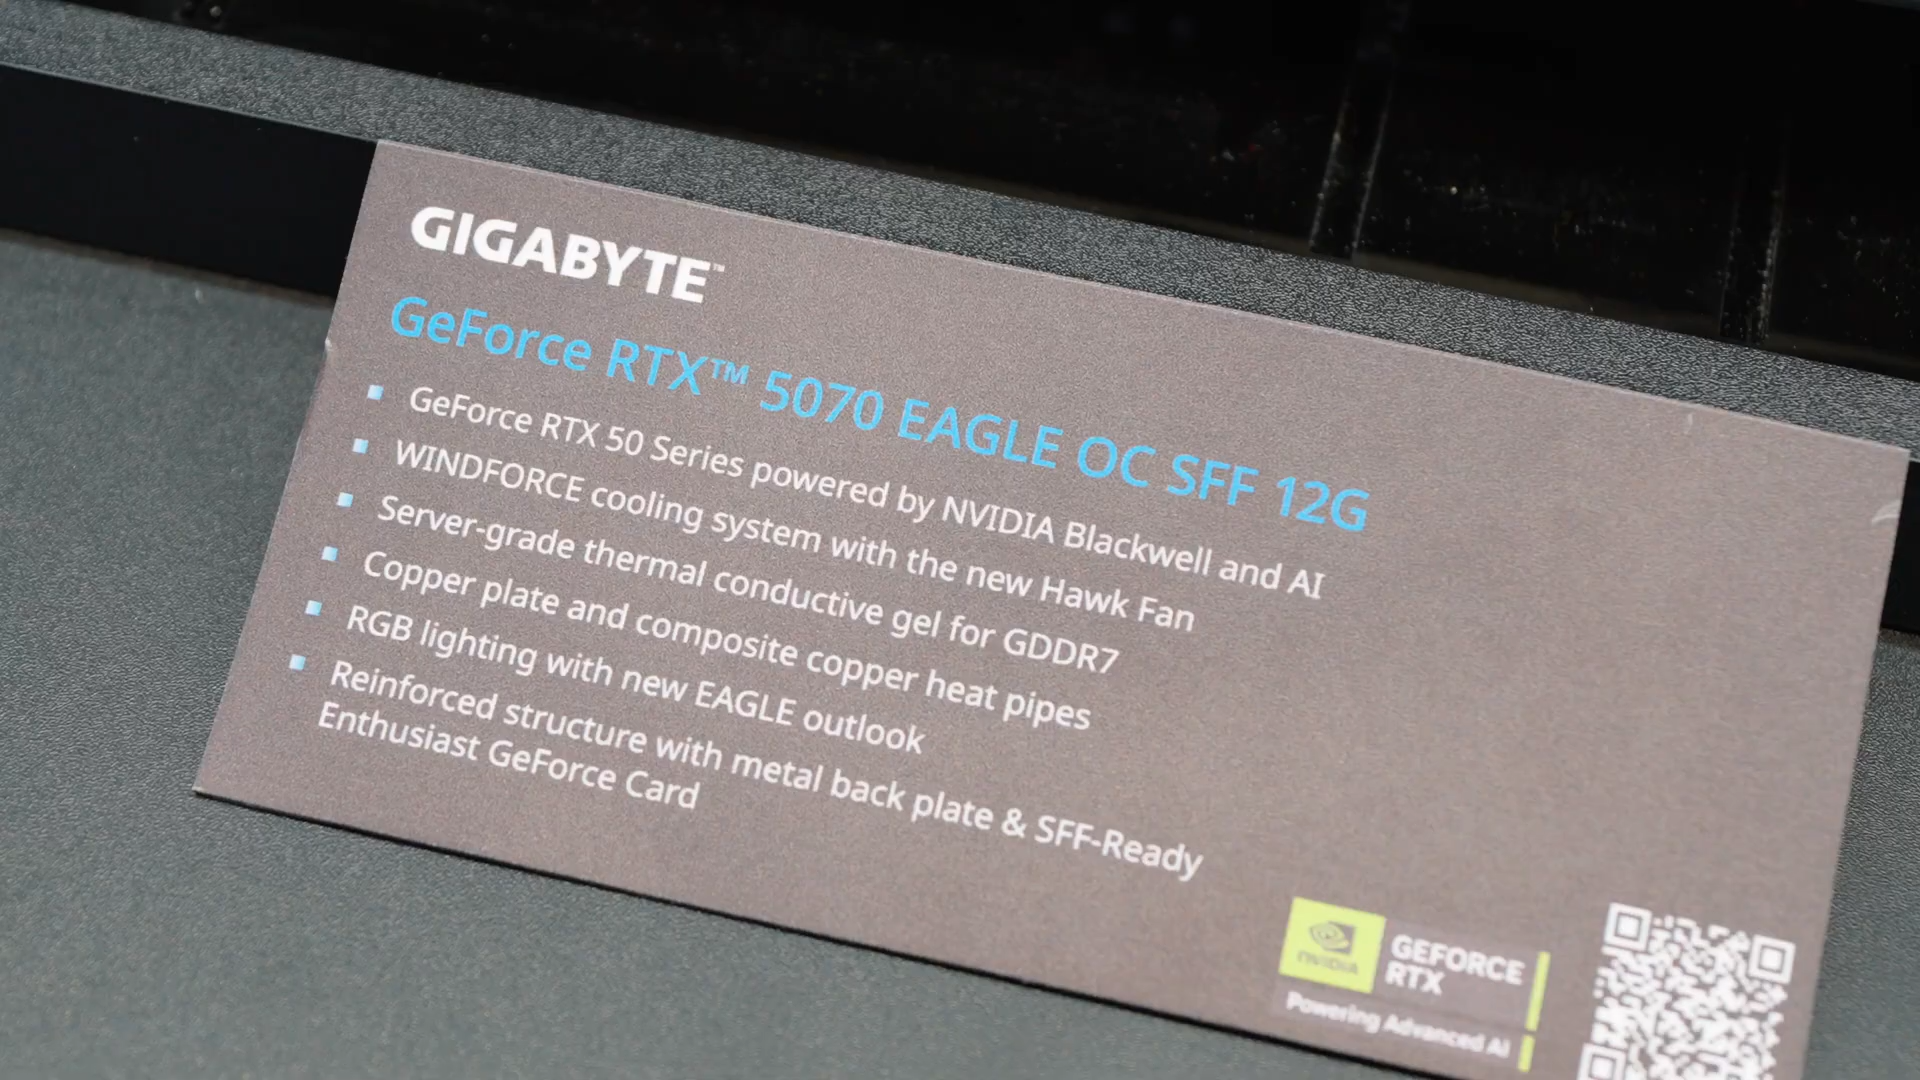 GIGABYTE™
GeForce RTX™ 5070 EAGLE OC SFF 12G
▪ GeForce RTX 50 Series powered by NVIDIA Blackwell and AI
▪ WINDFORCE cooling system with the new Hawk Fan
▪ Server-grade thermal conductive gel for GDDR7
▪ Copper plate and composite copper heat pipes
▪ RGB lighting with new EAGLE outlook
▪ Reinforced structure with metal back plate & SFF-Ready
Enthusiast GeForce Card
NVIDIA
GEFORCE
RTX
Powering Advanced AI